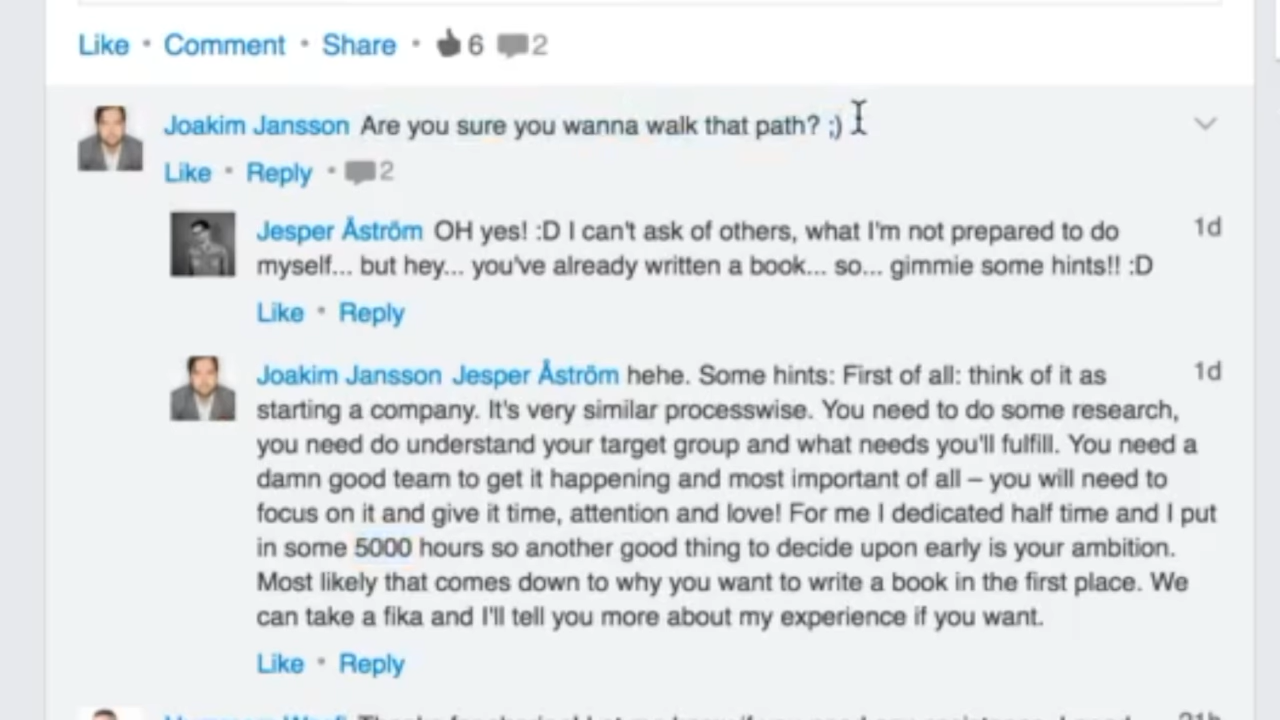 Like · Comment · Share · 6 2
Joakim Jansson Are you sure you wanna walk that path? ;)
Like · Reply · 2
Jesper Åström OH yes! :D I can't ask of others, what I'm not prepared to do 1d
myself... but hey... you've already written a book... so... gimmie some hints!! :D
Like · Reply
Joakim Jansson Jesper Åström hehe. Some hints: First of all: think of it as 1d
starting a company. It's very similar processwise. You need to do some research,
you need do understand your target group and what needs you'll fulfill. You need a
damn good team to get it happening and most important of all – you will need to
focus on it and give it time, attention and love! For me I dedicated half time and I put
in some 5000 hours so another good thing to decide upon early is your ambition.
Most likely that comes down to why you want to write a book in the first place. We
can take a fika and I'll tell you more about my experience if you want.
Like · Reply